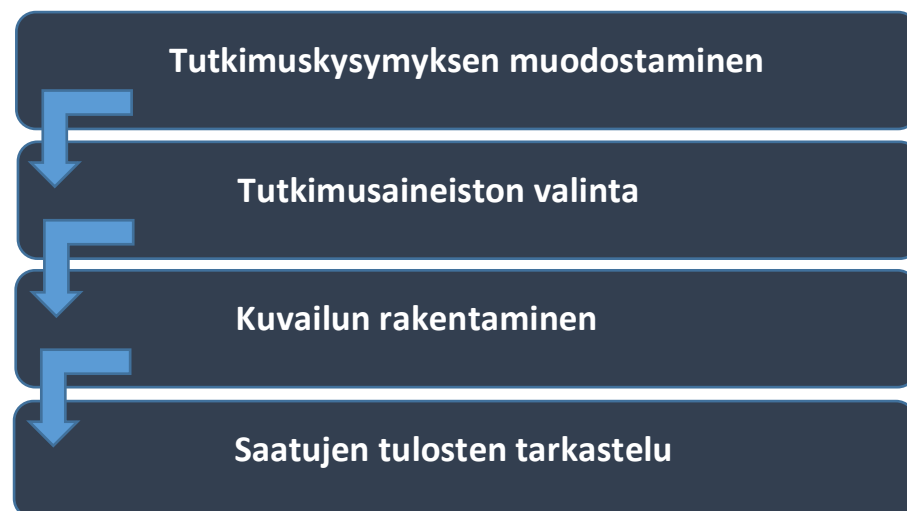 Tutkimuskysymyksen muodostaminen
Tutkimusaineiston valinta
Kuvailun rakentaminen
Saatujen tulosten tarkastelu